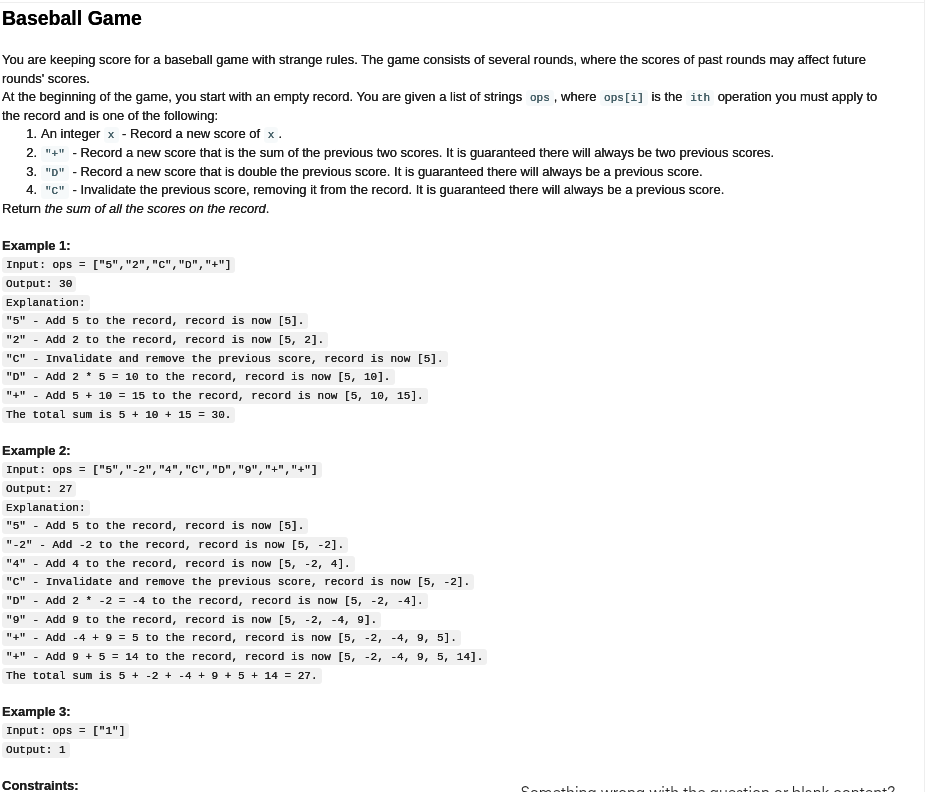 Baseball Game
You are keeping score for a baseball game with strange rules. The game consists of several rounds, where the scores of past rounds may affect future
rounds' scores.
At the beginning of the game, you start with an empty record. You are given a list of strings ops , where ops[i] is the ith operation you must apply to
the record and is one of the following:
1. An integer x - Record a new score of x .
2. "+" - Record a new score that is the sum of the previous two scores. It is guaranteed there will always be two previous scores.
3. "D" - Record a new score that is double the previous score. It is guaranteed there will always be a previous score.
4. "C" - Invalidate the previous score, removing it from the record. It is guaranteed there will always be a previous score.
Return the sum of all the scores on the record.
Example 1:
Input: ops = ["5","2","C","D","+"]
Output: 30
Explanation:
"5" - Add 5 to the record, record is now [5].
"2" - Add 2 to the record, record is now [5, 2].
"C" - Invalidate and remove the previous score, record is now [5].
"D" - Add 2 * 5 = 10 to the record, record is now [5, 10].
"+" - Add 5 + 10 = 15 to the record, record is now [5, 10, 15].
The total sum is 5 + 10 + 15 = 30.
Example 2:
Input: ops = ["5","-2","4","C","D","9","+","+"]
Output: 27
Explanation:
"5" - Add 5 to the record, record is now [5].
"-2" - Add -2 to the record, record is now [5, -2].
"4" - Add 4 to the record, record is now [5, -2, 4].
"C" - Invalidate and remove the previous score, record is now [5, -2].
"D" - Add 2 * -2 = -4 to the record, record is now [5, -2, -4].
"9" - Add 9 to the record, record is now [5, -2, -4, 9].
"+" - Add -4 + 9 = 5 to the record, record is now [5, -2, -4, 9, 5].
"+" - Add 9 + 5 = 14 to the record, record is now [5, -2, -4, 9, 5, 14].
The total sum is 5 + -2 + -4 + 9 + 5 + 14 = 27.
Example 3:
Input: ops = ["1"]
Output: 1
Constraints:
Something wrong with the question or blank content?